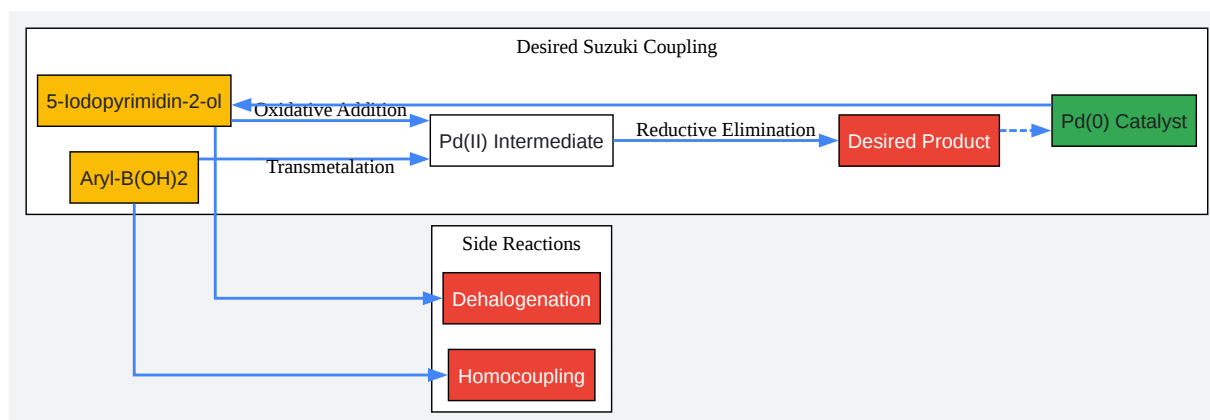 Desired Suzuki Coupling
5-Iodopyrimidin-2-ol
Oxidative Addition
Pd(0) Catalyst
Pd(II) Intermediate
Reductive Elimination
Desired Product
Transmetalation
Aryl-B(OH)2
Side Reactions
Dehalogenation
Homocoupling